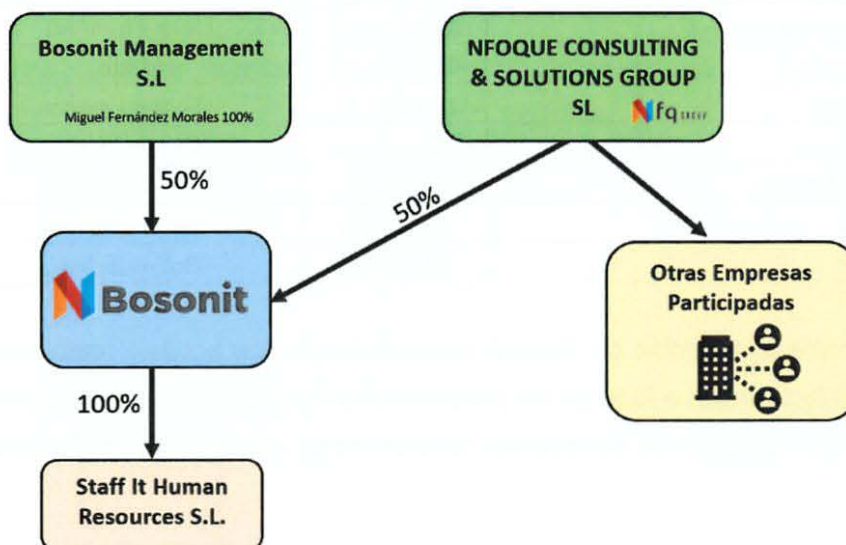 Bosonit Management
S.L
Miguel Fernández Morales 100%
NFOQUE CONSULTING
& SOLUTIONS GROUP
SL
Nfq
50%
50%
Bosonit
Otras Empresas
Participadas
100%
Staff It Human
Resources S.L.